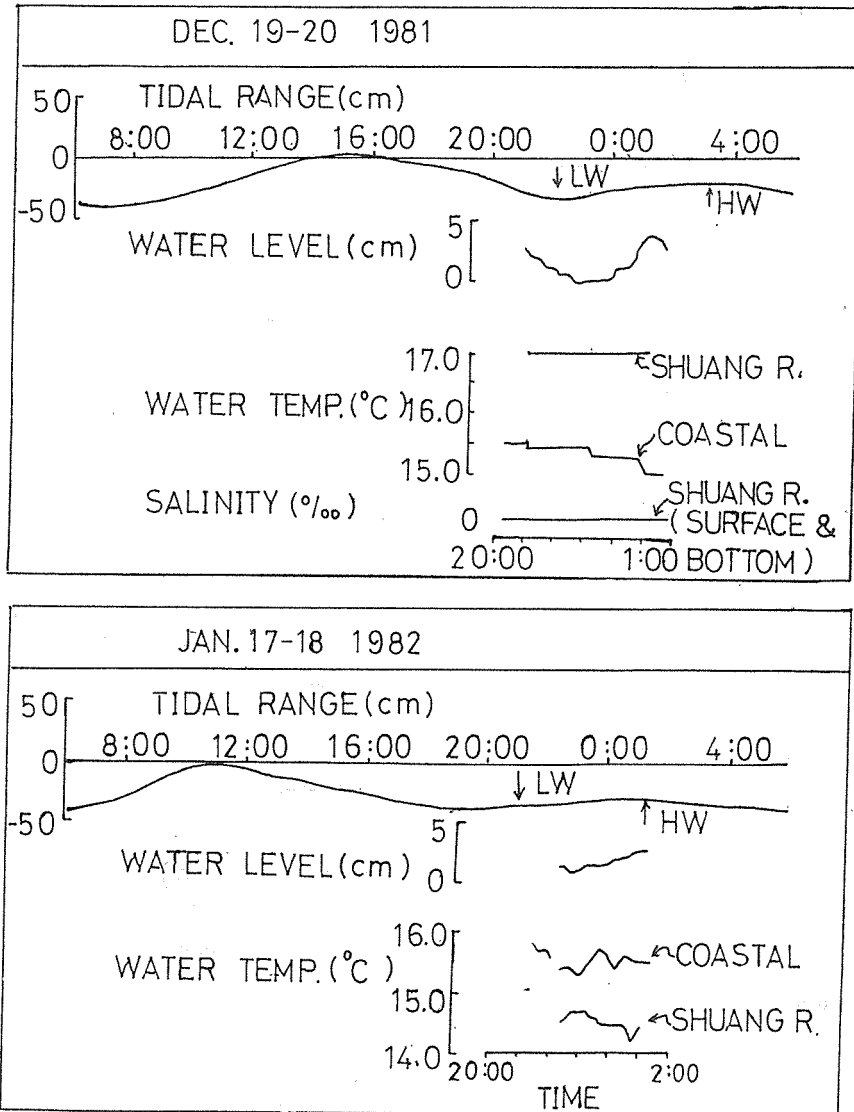 DEC. 19-20 1981
TIDAL RANGE(cm)
50
8:00 12:00 16:00 20:00 0:00 4:00
0
↓LW
-50
↑HW
WATER LEVEL(cm)
5
0
17.0
SHUANG R.
WATER TEMP.(°C)
16.0
COASTAL
15.0
SALINITY (‰)
SHUANG R.
0
(SURFACE &
20:00 1:00 BOTTOM)
JAN. 17-18 1982
50
TIDAL RANGE(cm)
8:00 12:00 16:00 20:00 0:00 4:00
0
↓LW
-50
↑HW
WATER LEVEL(cm)
5
0
16.0
COASTAL
WATER TEMP.(°C)
15.0
SHUANG R.
14.0
20:00 2:00
TIME